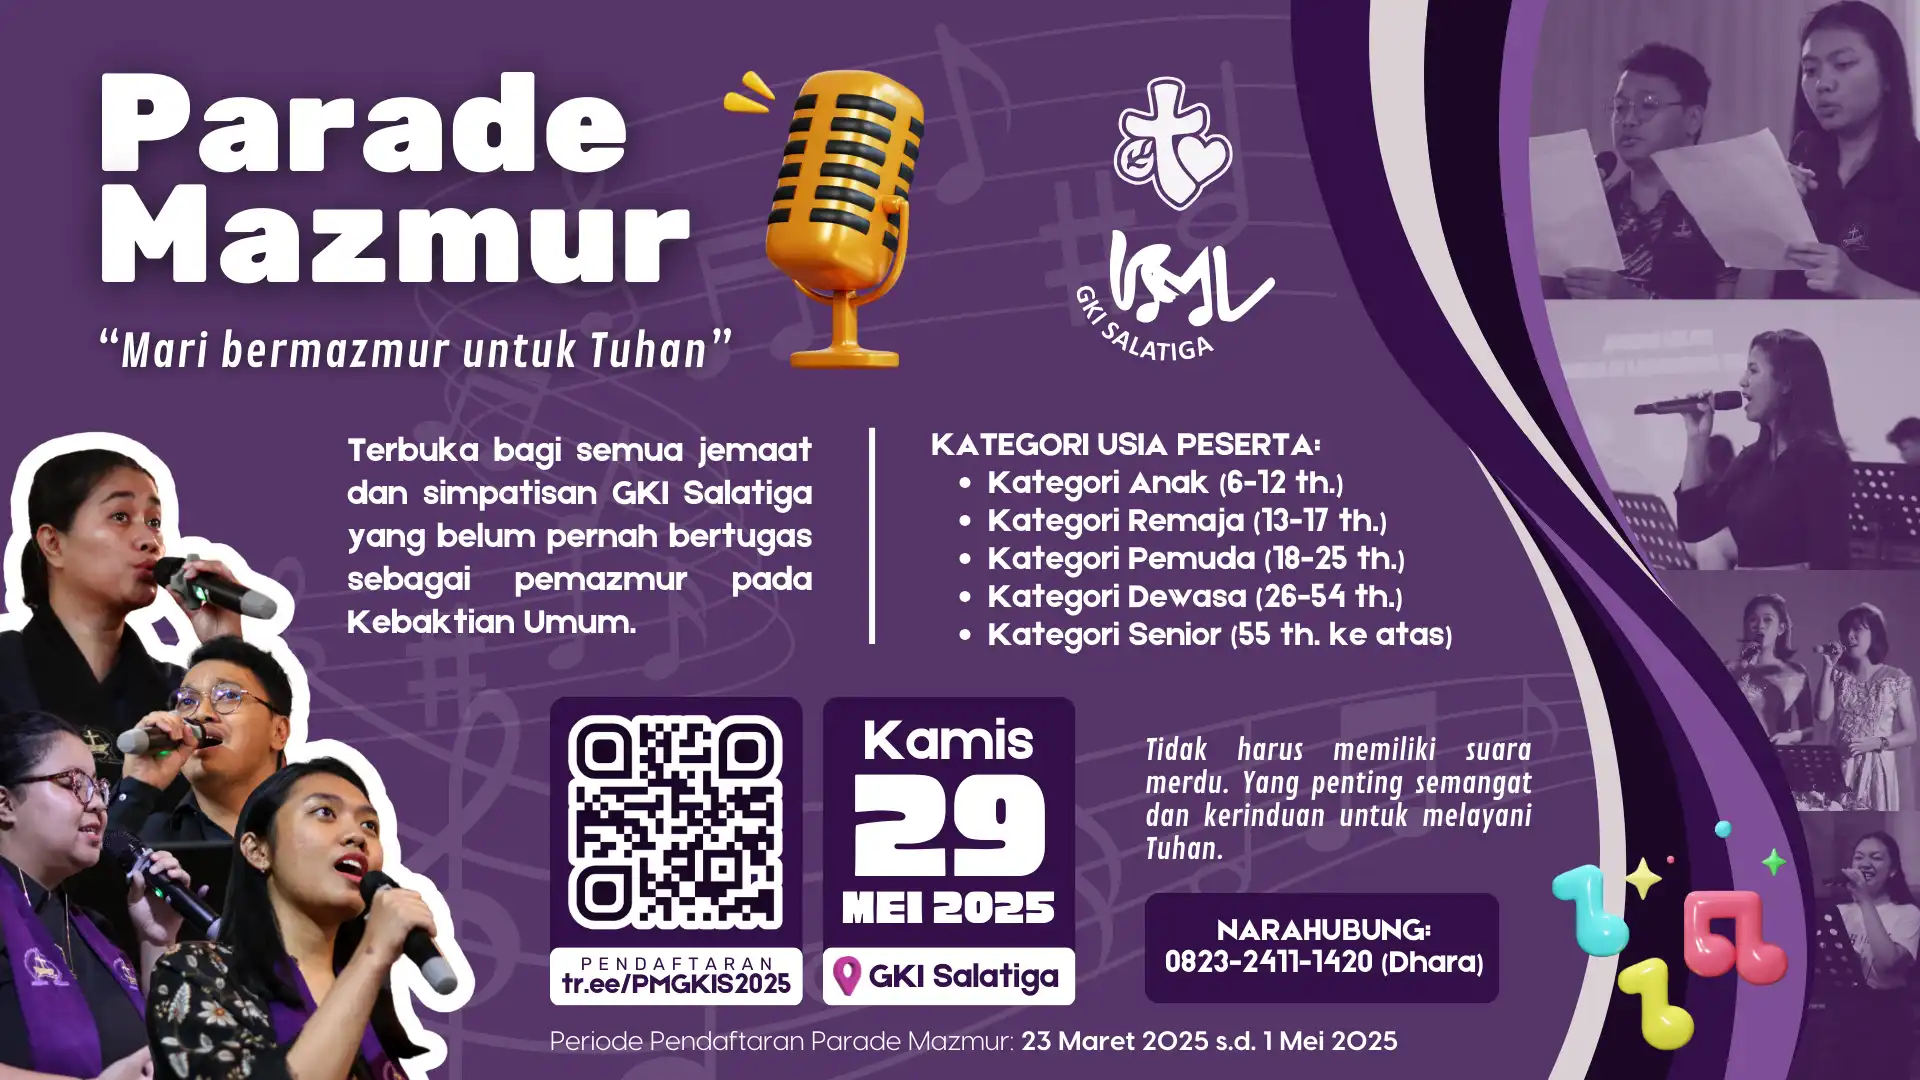 Parade
Mazmur
“Mari bermazmur untuk Tuhan”
GKI SALATIGA
Terbuka bagi semua jemaat
dan simpatisan GKI Salatiga
yang belum pernah bertugas
sebagai pemazmur pada
Kebaktian Umum.
KATEGORI USIA PESERTA:
• Kategori Anak (6-12 th.)
• Kategori Remaja (13-17 th.)
• Kategori Pemuda (18-25 th.)
• Kategori Dewasa (26-54 th.)
• Kategori Senior (55 th. ke atas)
PENDAFTARAN
tr.ee/PMGKIS2025
Kamis
29
MEI 2025
GKI Salatiga
Tidak harus memiliki suara
merdu. Yang penting semangat
dan kerinduan untuk melayani
Tuhan.
NARAHUBUNG:
0823-2411-1420 (Dhara)
Periode Pendaftaran Parade Mazmur: 23 Maret 2025 s.d. 1 Mei 2025